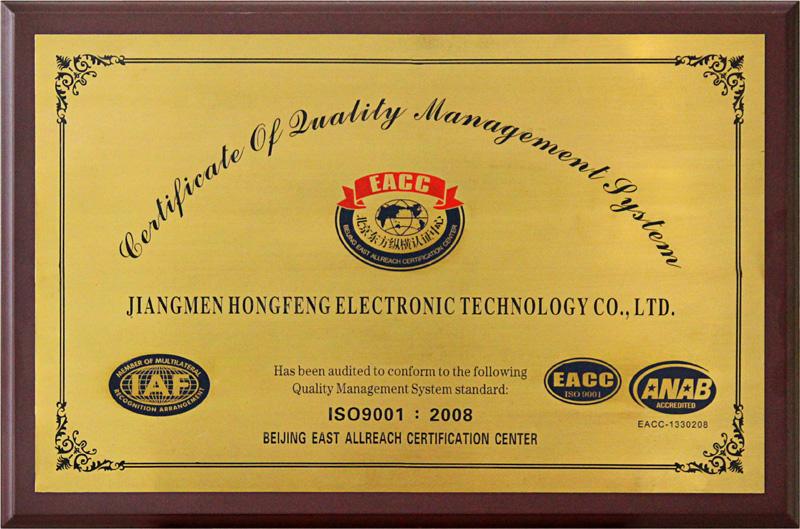 Certificate Of Quality Management System
EACC
北京东方纵横认证中心
BEIJING EAST ALLREACH CERTIFICATION CENTER
JIANGMEN HONGFENG ELECTRONIC TECHNOLOGY CO., LTD.
MEMBER OF MULTILATERAL
IAF
RECOGNITION ARRANGEMENT
Has been audited to conform to the following
Quality Management System standard:
ISO9001 : 2008
BEIJING EAST ALLREACH CERTIFICATION CENTER
EACC
ISO 9001
ANAB
ACCREDITED
EACC-1330208